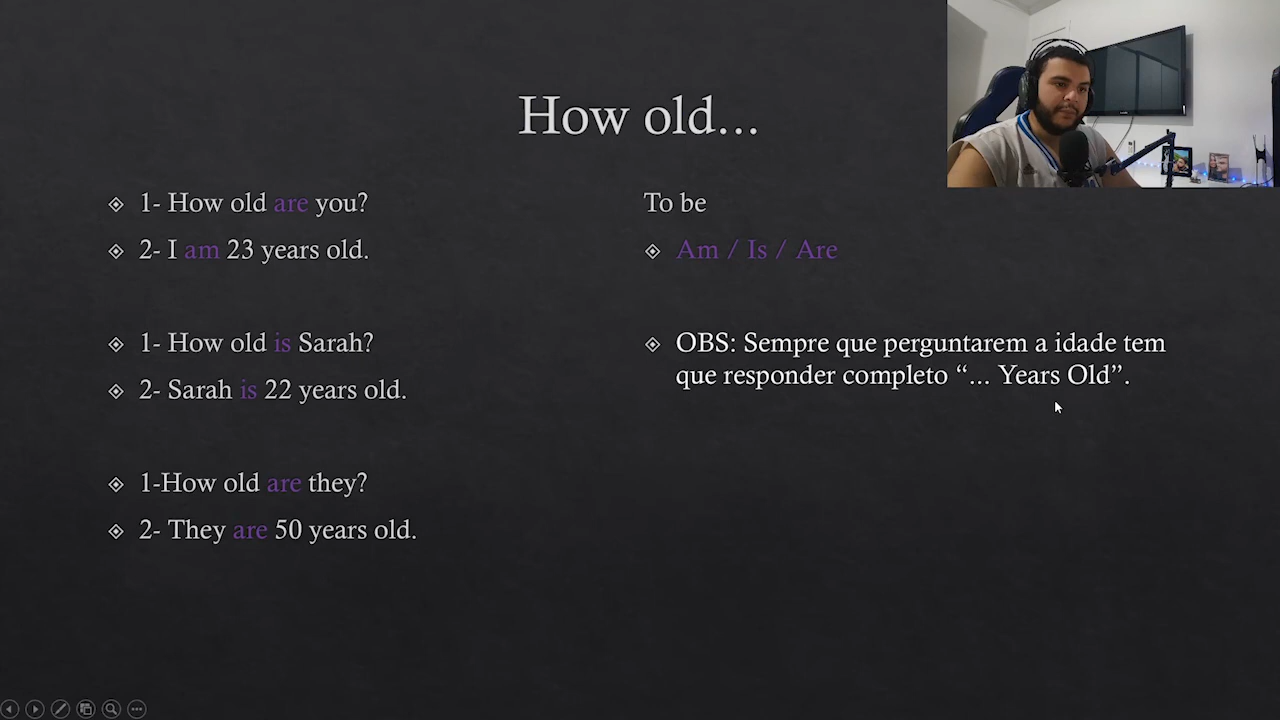 How old...
1- How old are you?
2- I am 23 years old.
1- How old is Sarah?
2- Sarah is 22 years old.
1-How old are they?
2- They are 50 years old.
To be
Am / Is / Are
OBS: Sempre que perguntarem a idade tem
que responder completo “... Years Old”.